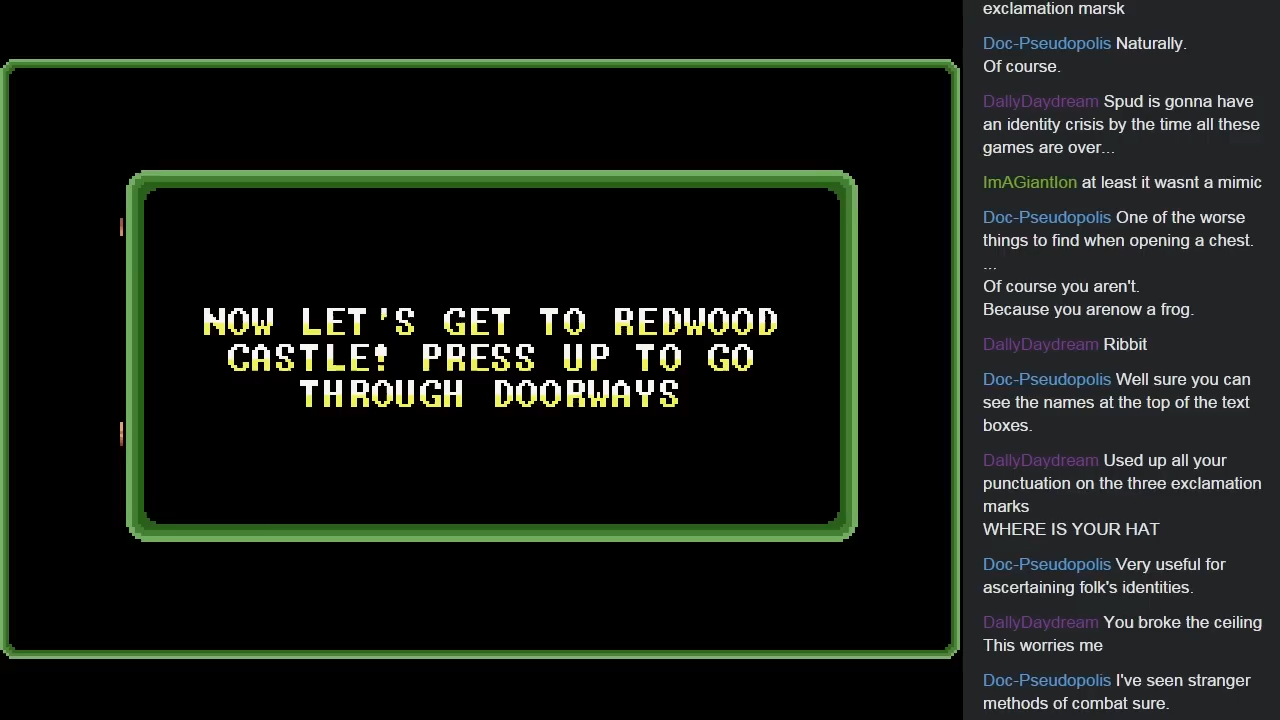 NOW LET'S GET TO REDWOOD
CASTLE! PRESS UP TO GO
THROUGH DOORWAYS
exclamation marsk
Doc-Pseudopolis Naturally.
Of course.
DallyDaydream Spud is gonna have
an identity crisis by the time all these
games are over...
ImAGiantIon at least it wasnt a mimic
Doc-Pseudopolis One of the worse
things to find when opening a chest.
...
Of course you aren't.
Because you arenow a frog.
DallyDaydream Ribbit
Doc-Pseudopolis Well sure you can
see the names at the top of the text
boxes.
DallyDaydream Used up all your
punctuation on the three exclamation
marks
WHERE IS YOUR HAT
Doc-Pseudopolis Very useful for
ascertaining folk's identities.
DallyDaydream You broke the ceiling
This worries me
Doc-Pseudopolis I've seen stranger
methods of combat sure.